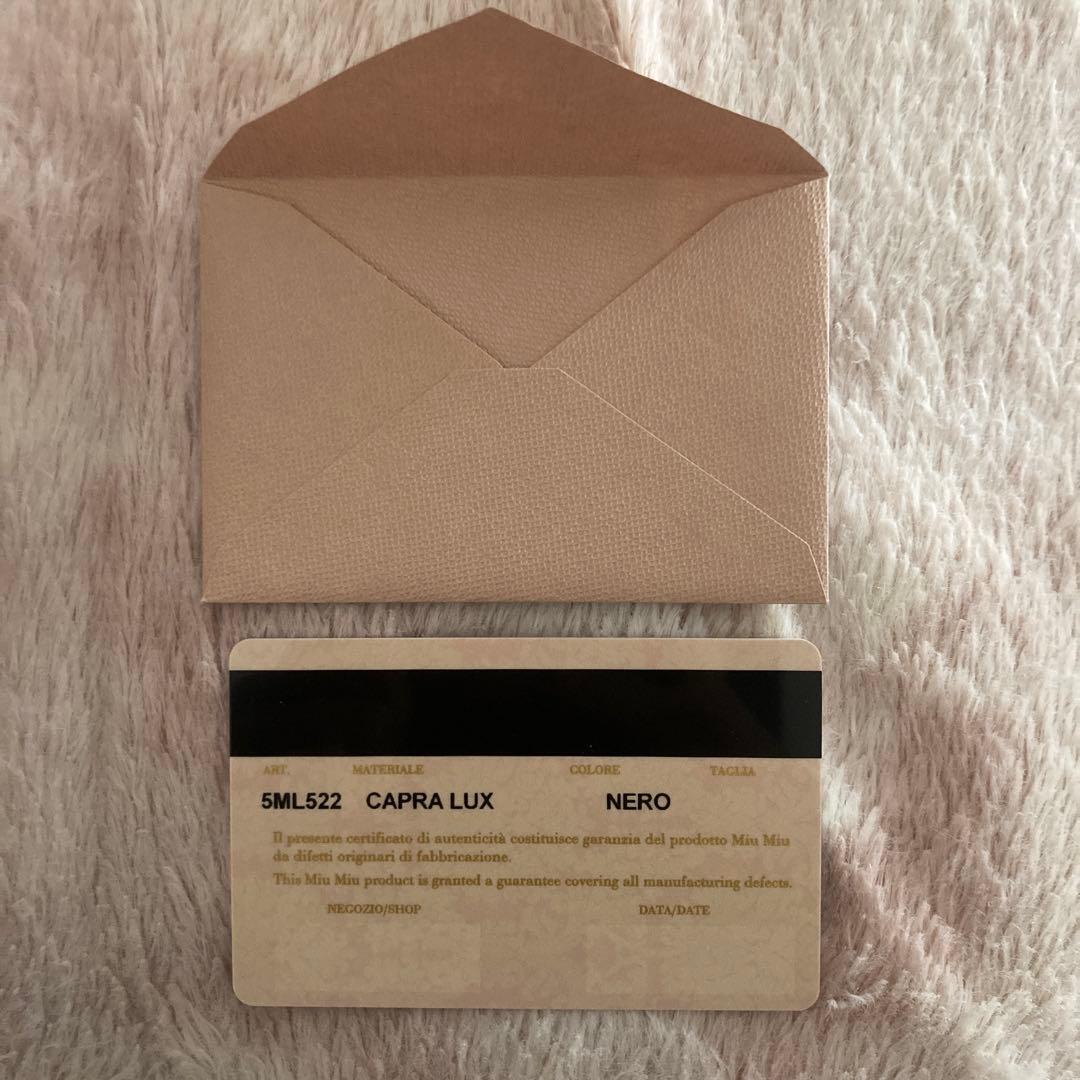 ART. MATERIALE COLORE TAGLIA
5ML522 CAPRA LUX NERO
Il presente certificato di autenticità costituisce garanzia del prodotto Miu Miu
da difetti originari di fabbricazione.
This Miu Miu product is granted a guarantee covering all manufacturing defects.
NEGOZIO/SHOP DATA/DATE